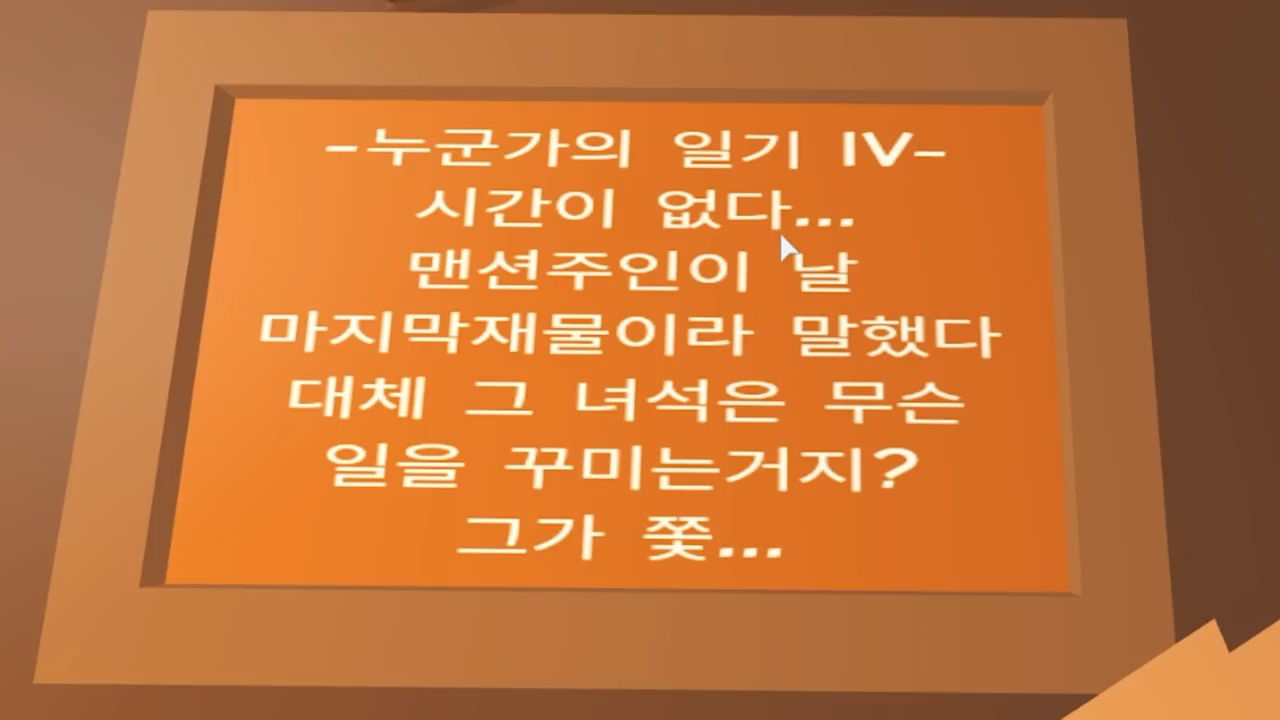 -누군가의 일기 IV-
시간이 없다...
맨션주인이 날
마지막재물이라 말했다
대체 그 녀석은 무슨
일을 꾸미는거지?
그가 쫓...